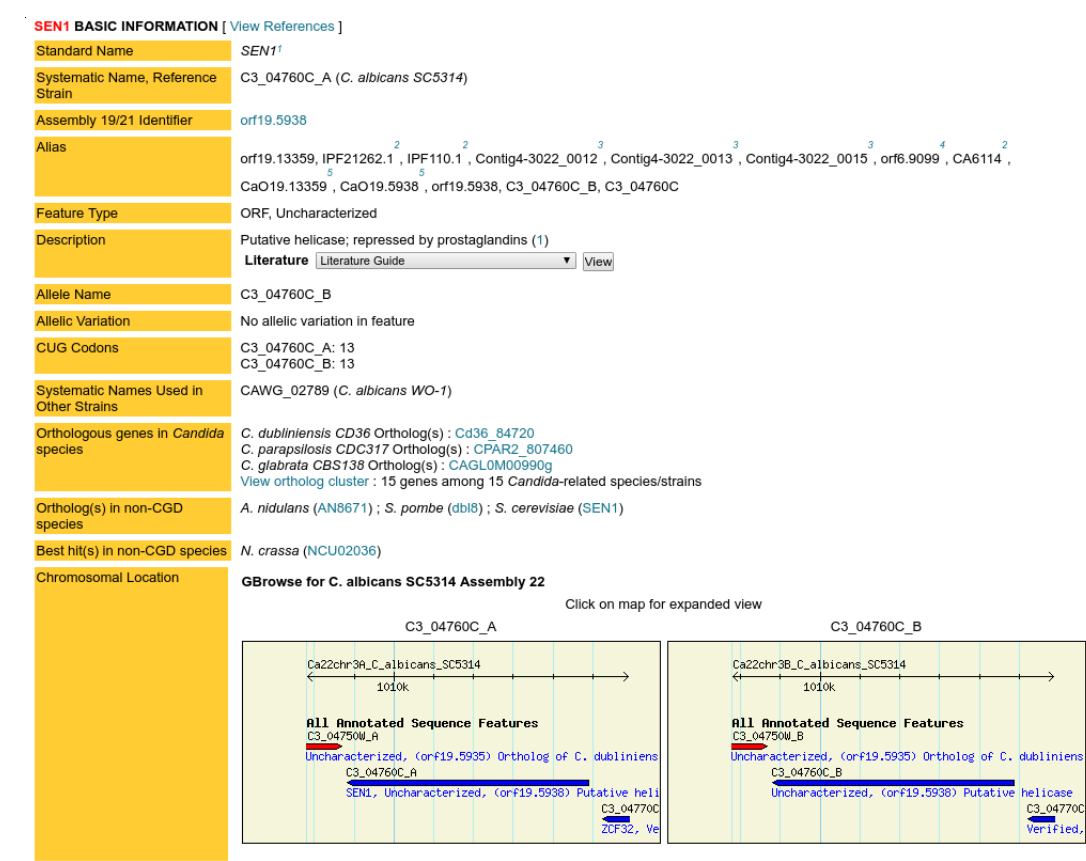 SEN1 BASIC INFORMATION [ View References ]
Standard Name SEN1 1
Systematic Name, Reference Strain C3_04760C_A (C. albicans SC5314)
Assembly 19/21 Identifier orf19.5938
Alias orf19.13359, IPF21262.1 2 , IPF110.1 2 , Contig4-3022_0012 3 , Contig4-3022_0013 3 , Contig4-3022_0015 3 , orf6.9099 4 , CA6114 2 ,
CaO19.13359 5 , CaO19.5938 5 , orf19.5938, C3_04760C_B, C3_04760C
Feature Type ORF, Uncharacterized
Description Putative helicase; repressed by prostaglandins (1)
Literature Literature Guide ▼ View
Allele Name C3_04760C_B
Allelic Variation No allelic variation in feature
CUG Codons C3_04760C_A: 13
C3_04760C_B: 13
Systematic Names Used in Other Strains CAWG_02789 (C. albicans WO-1)
Orthologous genes in Candida species C. dubliniensis CD36 Ortholog(s) : Cd36_84720
C. parapsilosis CDC317 Ortholog(s) : CPAR2_807460
C. glabrata CBS138 Ortholog(s) : CAGL0M00990g
View ortholog cluster : 15 genes among 15 Candida-related species/strains
Ortholog(s) in non-CGD species A. nidulans (AN8671) ; S. pombe (dbl8) ; S. cerevisiae (SEN1)
Best hit(s) in non-CGD species N. crassa (NCU02036)
Chromosomal Location GBrowse for C. albicans SC5314 Assembly 22
Click on map for expanded view
C3_04760C_A
Ca22chr3A_C_albicans_SC5314
1010k
All Annotated Sequence Features
C3_04750W_A
Uncharacterized, (orf19.5935) Ortholog of C. dubliniens
C3_04760C_A
SEN1, Uncharacterized, (orf19.5938) Putative heli
C3_04770C
ZCF32, Ve
C3_04760C_B
Ca22chr3B_C_albicans_SC5314
1010k
All Annotated Sequence Features
C3_04750W_B
Uncharacterized, (orf19.5935) Ortholog of C. dubliniens
C3_04760C_B
Uncharacterized, (orf19.5938) Putative helicase
C3_04770C
Verified,